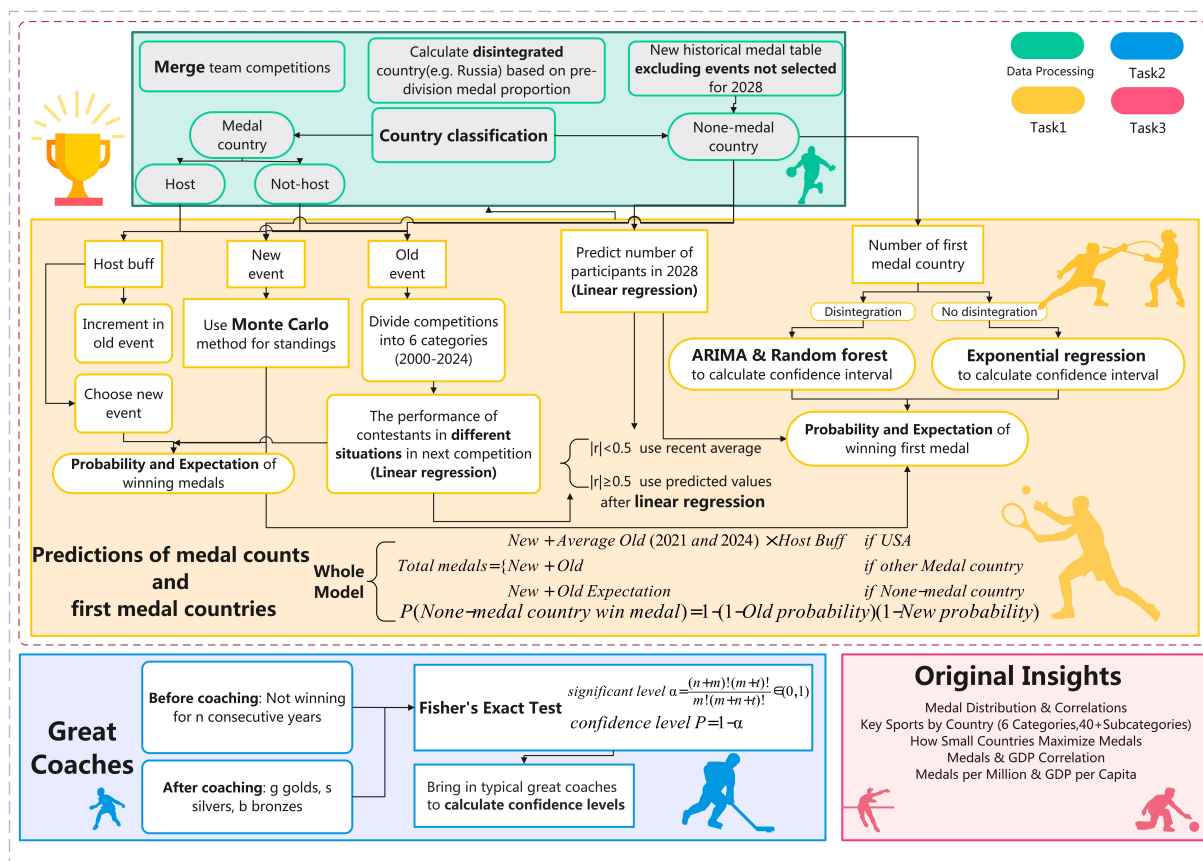 Merge team competitions
Calculate disintegrated
country(e.g. Russia) based on pre-
division medal proportion
New historical medal table
excluding events not selected
for 2028
Data Processing
Task2
Task1
Task3
Medal
country
Country classification
None-medal
country
Host
Not-host
Host buff
New
event
Old
event
Predict number of
participants in 2028
(Linear regression)
Number of first
medal country
Increment in
old event
Use Monte Carlo
method for standings
Divide competitions
into 6 categories
(2000-2024)
Disintegration
No disintegration
ARIMA & Random forest
to calculate confidence interval
Exponential regression
to calculate confidence interval
Choose new
event
The performance of
contestants in different
situations in next competition
(Linear regression)
Probability and Expectation of
winning medals
|r|<0.5 use recent average
|r|≥0.5 use predicted values
after linear regression
Probability and Expectation of
winning first medal
Predictions of medal counts
and
first medal countries
Whole
Model
New +Average Old (2021 and 2024) ×Host Buff if USA
Total medals={New +Old if other Medal country
New +Old Expectation if None-medal country
P(None-medal country win medal)=1-(1-Old probability)(1-New probability)
Great
Coaches
Before coaching: Not winning
for n consecutive years
After coaching: g golds, s
silvers, b bronzes
Fisher's Exact Test
significant level α=(n+m)!(m+t)!/m!(m+n+t)!∈(0,1)
confidence level P=1-α
Bring in typical great coaches
to calculate confidence levels
Original Insights
Medal Distribution & Correlations
Key Sports by Country (6 Categories,40+Subcategories)
How Small Countries Maximize Medals
Medals & GDP Correlation
Medals per Million & GDP per Capita